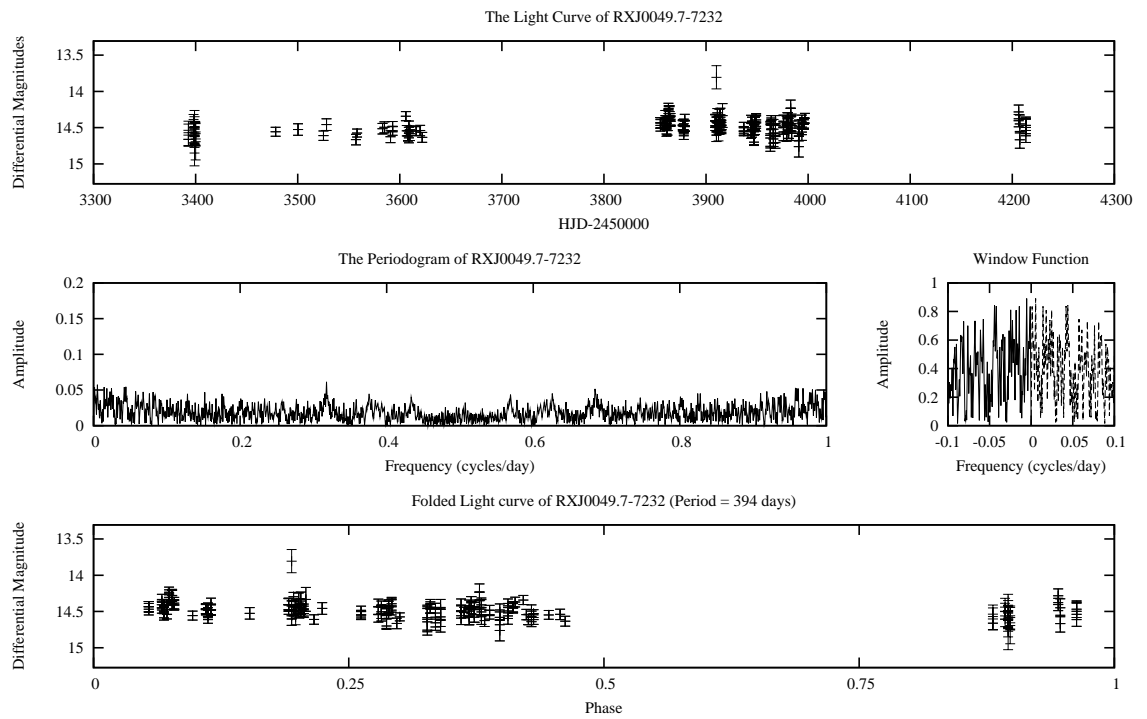 The Light Curve of RXJ0049.7-7232
Differential Magnitudes
13.5
14
14.5
15
3300 3400 3500 3600 3700 3800 3900 4000 4100 4200 4300
HJD-2450000
The Periodogram of RXJ0049.7-7232
Amplitude
0.2
0.15
0.1
0.05
0
0 0.2 0.4 0.6 0.8 1
Frequency (cycles/day)
Window Function
Amplitude
1
0.8
0.6
0.4
0.2
0
-0.1 -0.05 0 0.05 0.1
Frequency (cycles/day)
Folded Light curve of RXJ0049.7-7232 (Period = 394 days)
Differential Magnitude
13.5
14
14.5
15
0 0.25 0.5 0.75 1
Phase